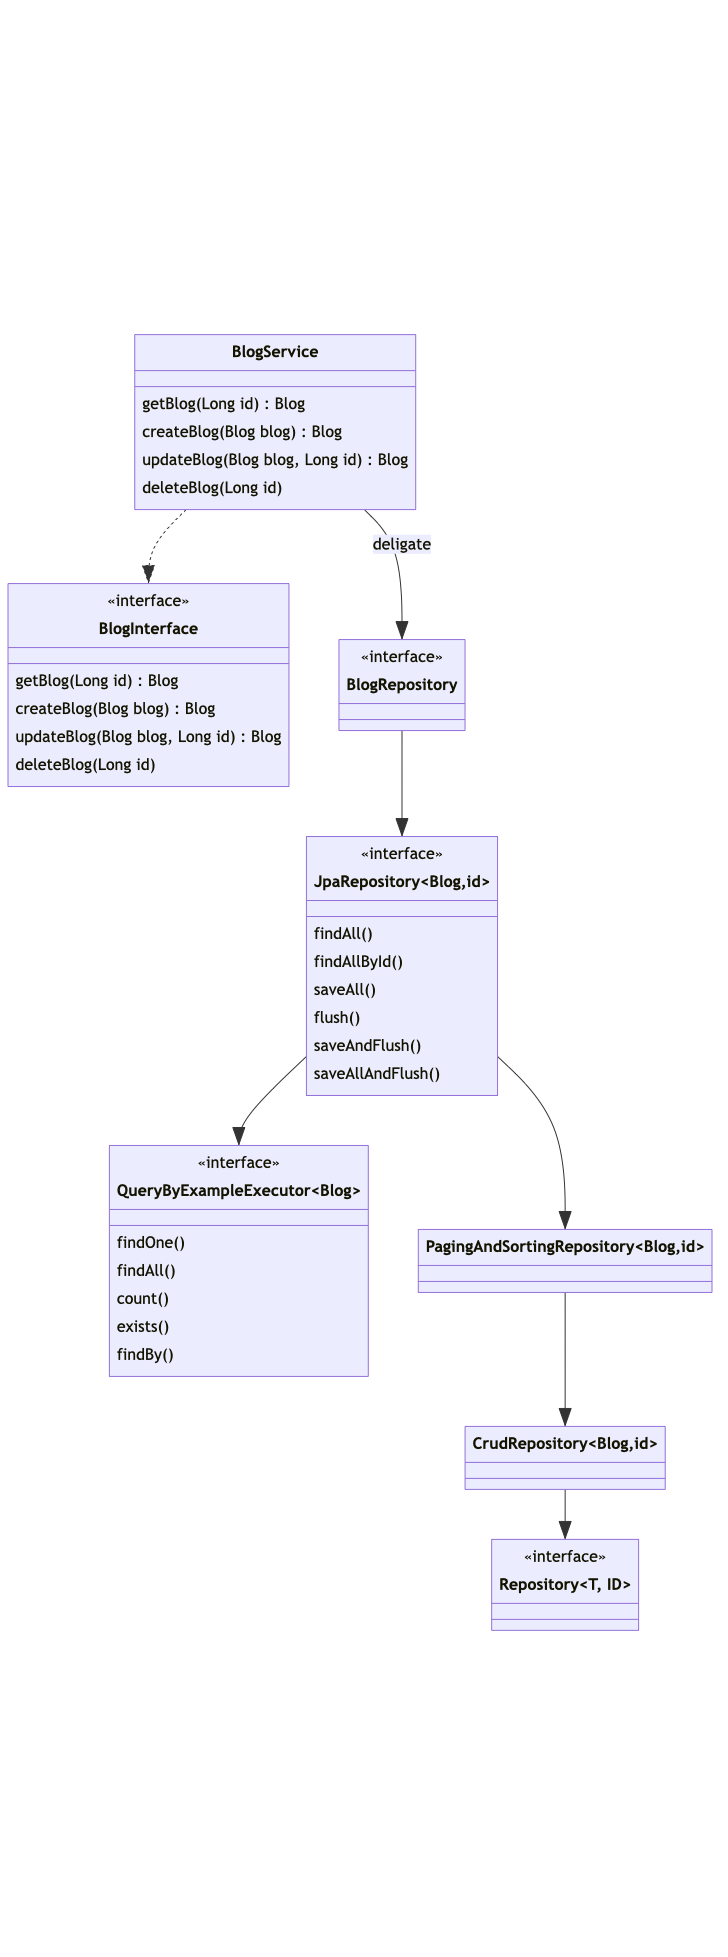 BlogService
getBlog(Long id) : Blog
createBlog(Blog blog) : Blog
updateBlog(Blog blog, Long id) : Blog
deleteBlog(Long id)
deligate
«interface»
BlogInterface
getBlog(Long id) : Blog
createBlog(Blog blog) : Blog
updateBlog(Blog blog, Long id) : Blog
deleteBlog(Long id)
«interface»
BlogRepository
«interface»
JpaRepository<Blog,id>
findAll()
findAllById()
saveAll()
flush()
saveAndFlush()
saveAllAndFlush()
«interface»
QueryByExampleExecutor<Blog>
findOne()
findAll()
count()
exists()
findBy()
PagingAndSortingRepository<Blog,id>
CrudRepository<Blog,id>
«interface»
Repository<T, ID>